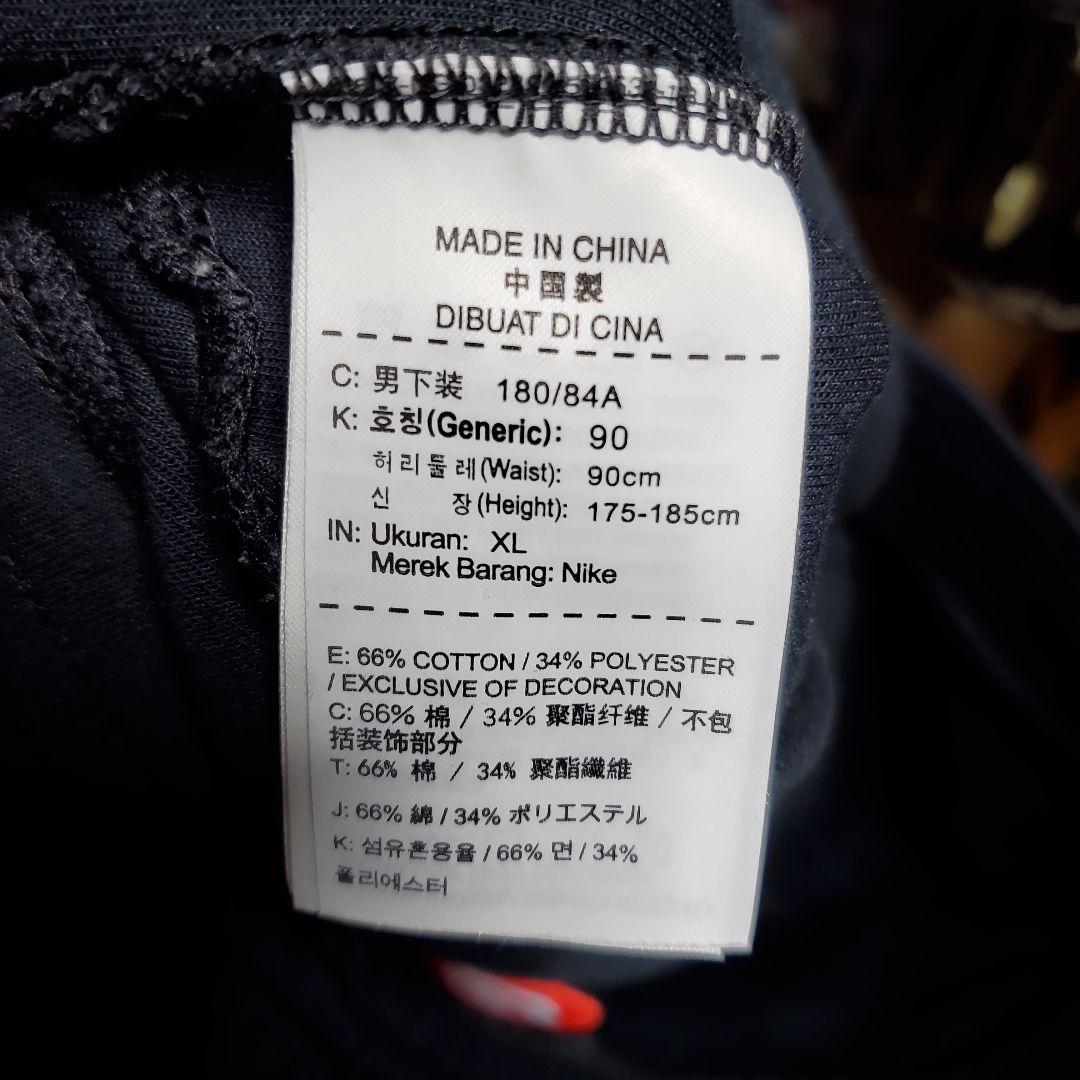 MADE IN CHINA
中国製
DIBUAT DI CINA
C: 男下装 180/84A
K: 호칭(Generic): 90
허리둘레(Waist): 90cm
신 장(Height): 175-185cm
IN: Ukuran: XL
Merek Barang: Nike
E: 66% COTTON / 34% POLYESTER
/ EXCLUSIVE OF DECORATION
C: 66% 棉 / 34% 聚酯纤维 / 不包
括装饰部分
T: 66% 棉 / 34% 聚酯纖維
J: 66% 綿 / 34% ポリエステル
K: 섬유혼용율 / 66% 면 / 34%
폴리에스터